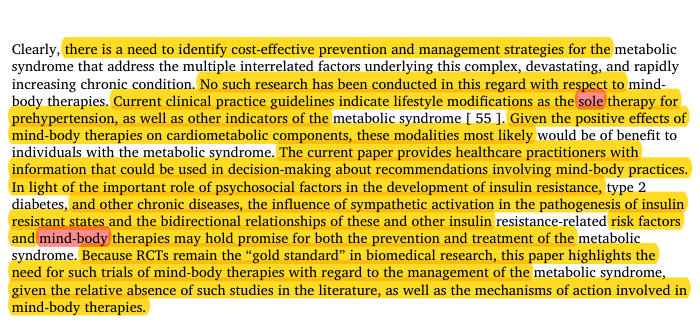 Clearly, there is a need to identify cost-effective prevention and management strategies for the metabolic
syndrome that address the multiple interrelated factors underlying this complex, devastating, and rapidly
increasing chronic condition. No such research has been conducted in this regard with respect to mind-
body therapies. Current clinical practice guidelines indicate lifestyle modifications as the sole therapy for
prehypertension, as well as other indicators of the metabolic syndrome [ 55 ]. Given the positive effects of
mind-body therapies on cardiometabolic components, these modalities most likely would be of benefit to
individuals with the metabolic syndrome. The current paper provides healthcare practitioners with
information that could be used in decision-making about recommendations involving mind-body practices.
In light of the important role of psychosocial factors in the development of insulin resistance, type 2
diabetes, and other chronic diseases, the influence of sympathetic activation in the pathogenesis of insulin
resistant states and the bidirectional relationships of these and other insulin resistance-related risk factors
and mind-body therapies may hold promise for both the prevention and treatment of the metabolic
syndrome. Because RCTs remain the “gold standard” in biomedical research, this paper highlights the
need for such trials of mind-body therapies with regard to the management of the metabolic syndrome,
given the relative absence of such studies in the literature, as well as the mechanisms of action involved in
mind-body therapies.